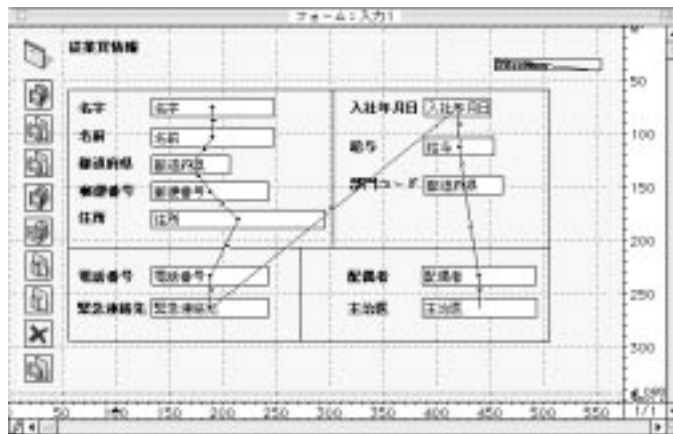 フォーム:入力1
従業員情報
名字 名字
名前 名前
都道府県 都道府県
郵便番号 郵便番号
住所 住所
電話番号 電話番号
緊急連絡先 緊急連絡先
入社年月日 入社年月日
給与 給与
部門コード 都道府県
配偶者 配偶者
主治医 主治医
50
100
150
200
250
300
50 100 150 200 250 300 350 400 450 500 550
1/1